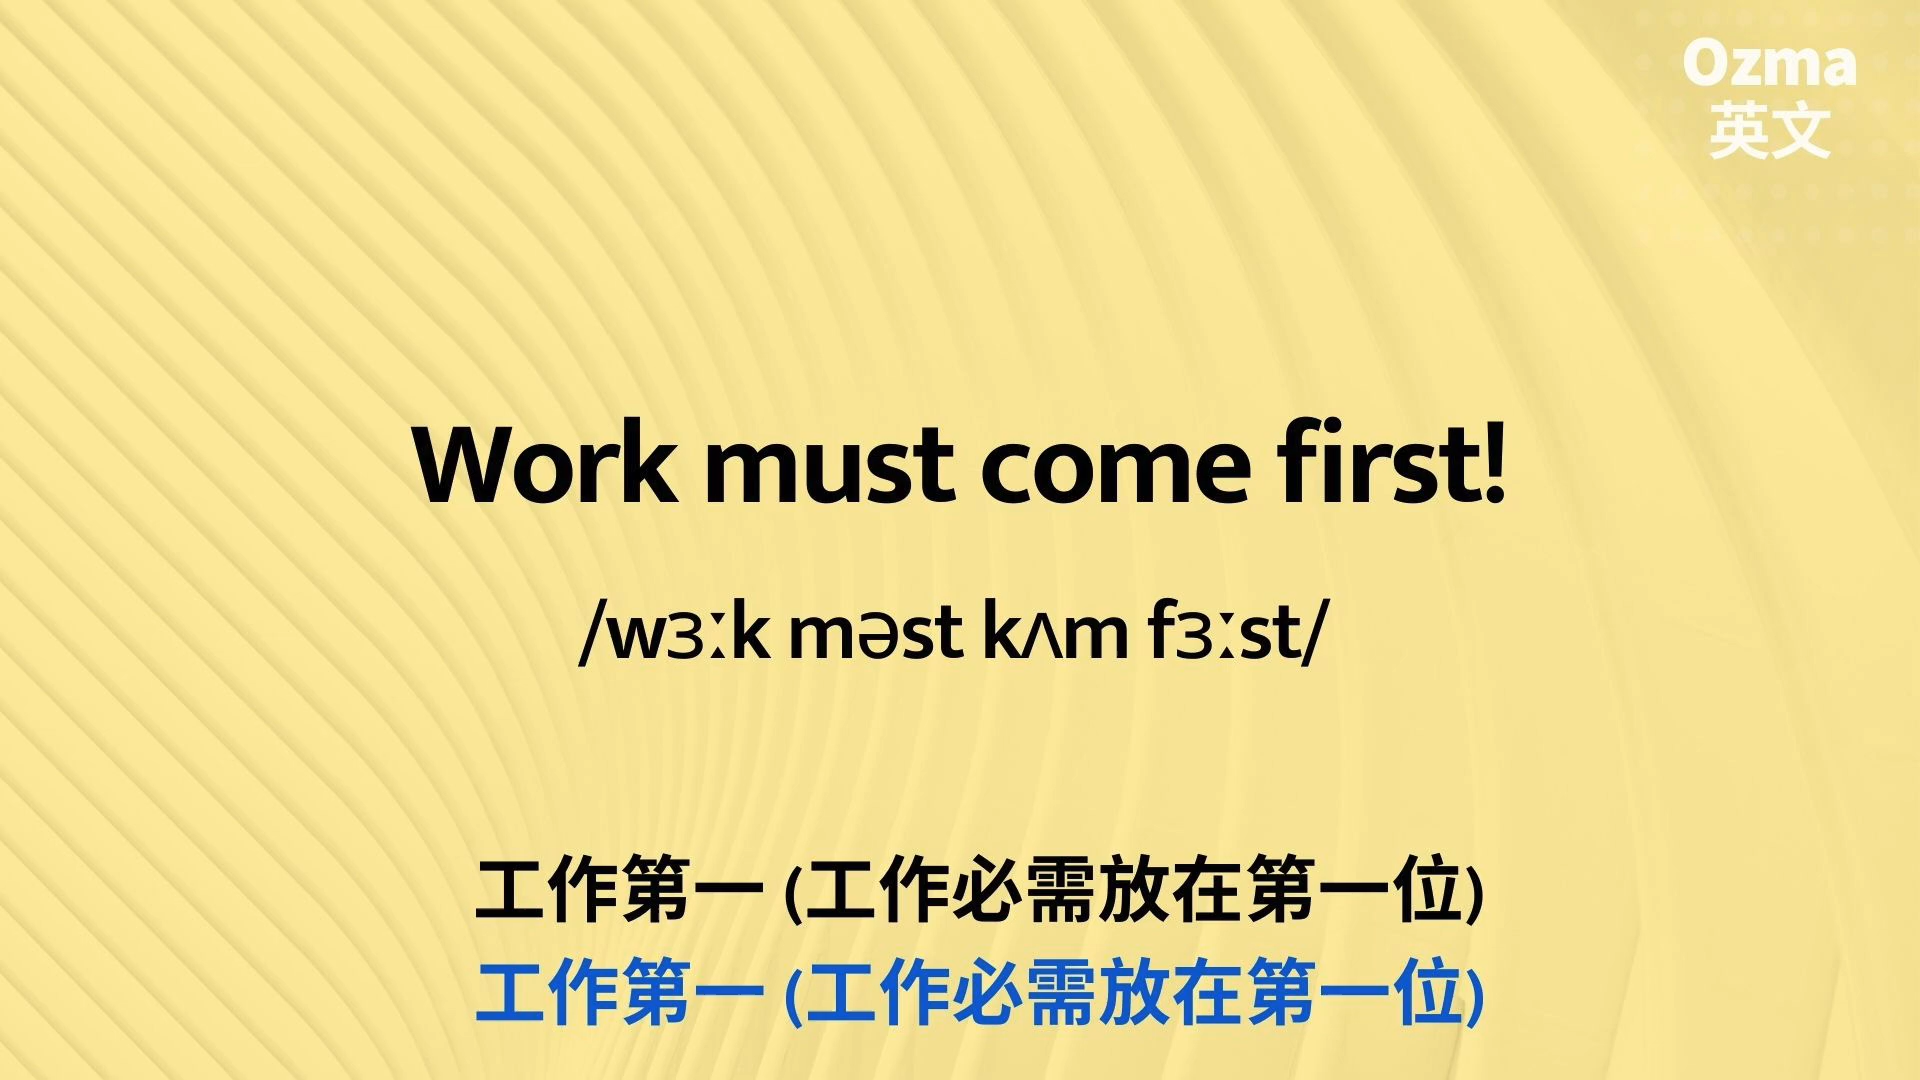 Ozma
英文
Work must come first!
/wɜːk məst kʌm fɜːst/
工作第一 (工作必需放在第一位)
工作第一 (工作必需放在第一位)